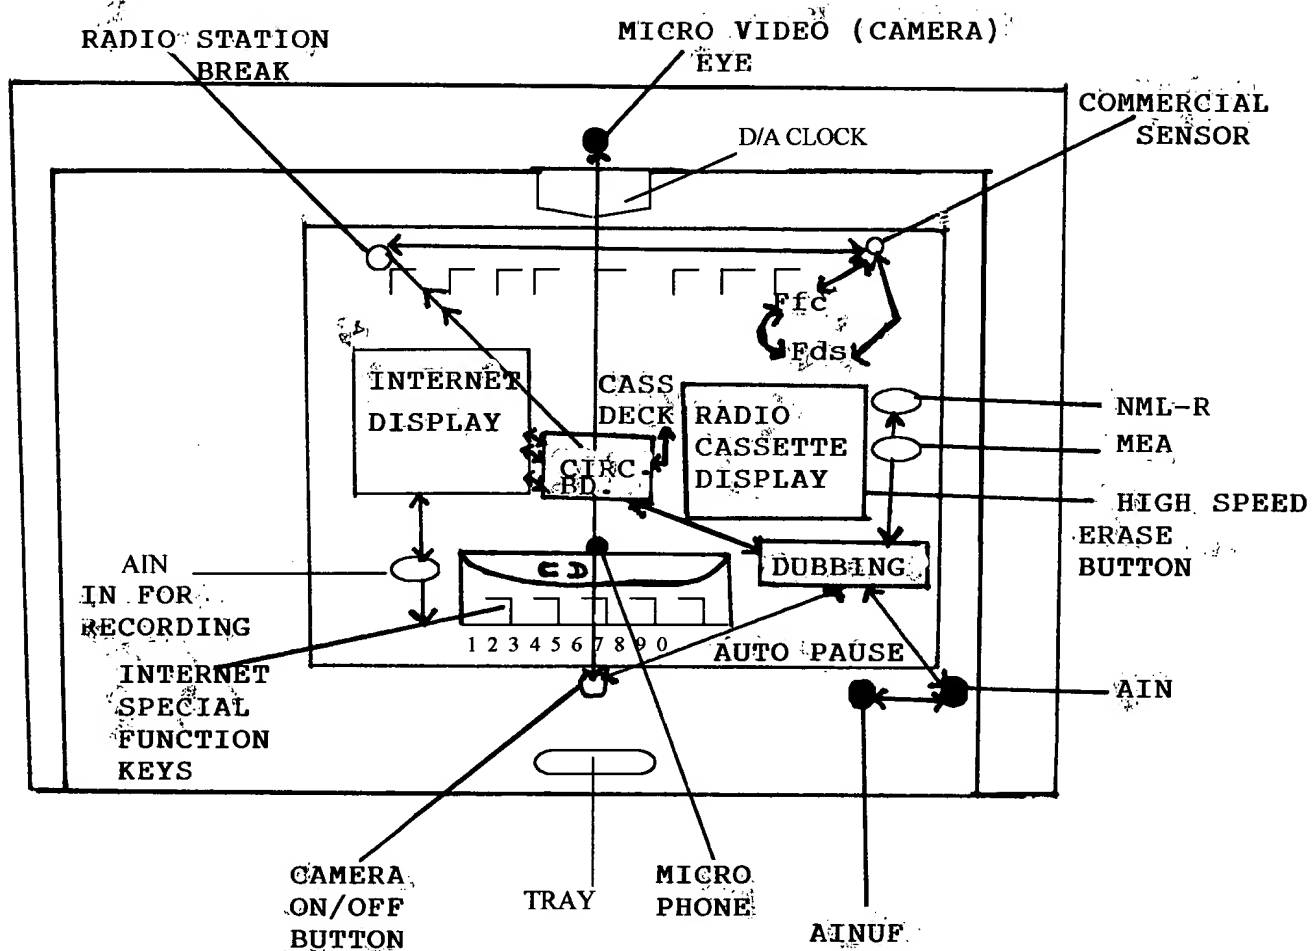 RADIO STATION
BREAK
MICRO VIDEO (CAMERA)
EYE
COMMERCIAL
SENSOR
D/A CLOCK
Ffc
Fds
INTERNET
DISPLAY
CASS
DECK
RADIO
CASSETTE
DISPLAY
CIRC.
BD.
NML-R
MEA
HIGH SPEED
ERASE
BUTTON
DUBBING
AIN
IN FOR
RECORDING
1 2 3 4 5 6 7 8 9 0
AUTO PAUSE
INTERNET
SPECIAL
FUNCTION
KEYS
AIN
CAMERA
ON/OFF
BUTTON
TRAY
MICRO
PHONE
AINUF